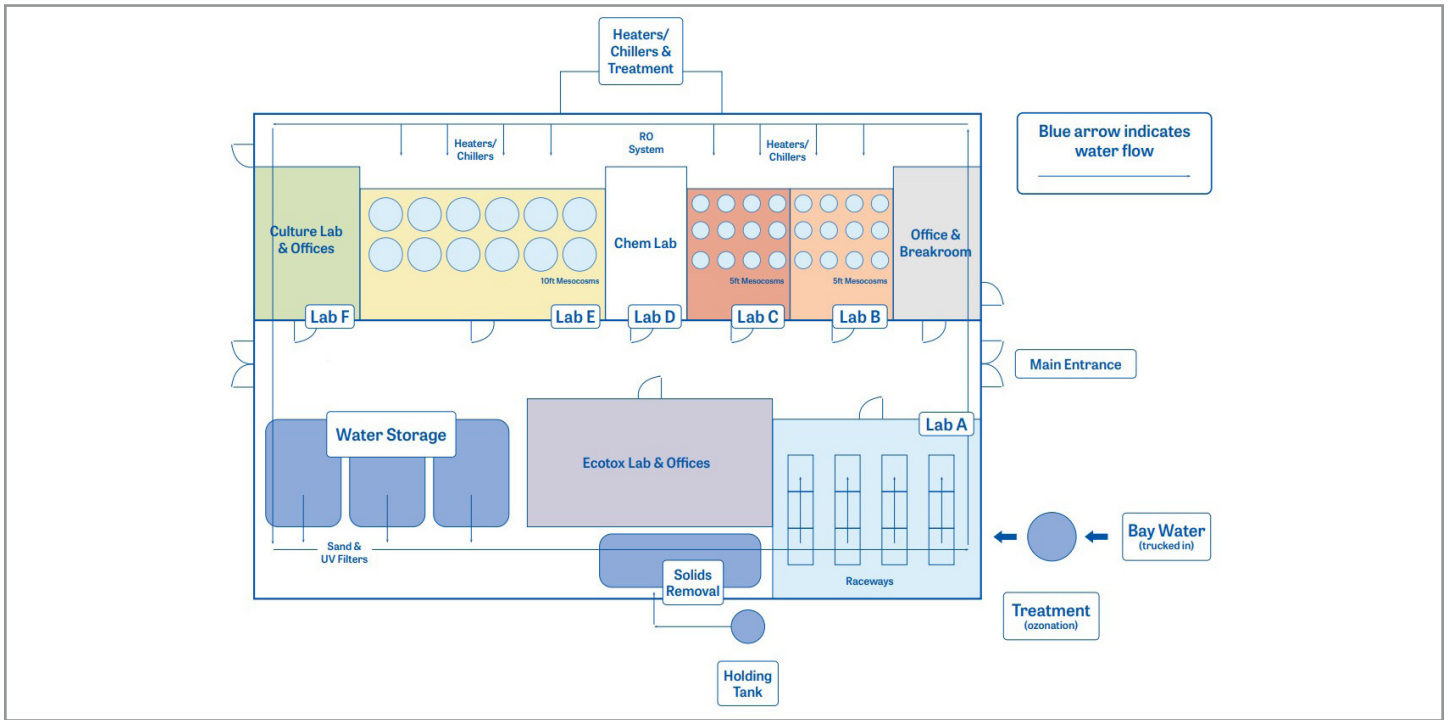 Heaters/
Chillers &
Treatment
Blue arrow indicates
water flow
Heaters/
Chillers
RO
System
Heaters/
Chillers
Culture Lab
& Offices
10ft Mesocosms
Chem Lab
5ft Mesocosms
5ft Mesocosms
Office &
Breakroom
Lab F
Lab E
Lab D
Lab C
Lab B
Main Entrance
Water Storage
Ecotox Lab & Offices
Lab A
Sand &
UV Filters
Solids
Removal
Raceways
Bay Water
(trucked in)
Treatment
(ozonation)
Holding
Tank